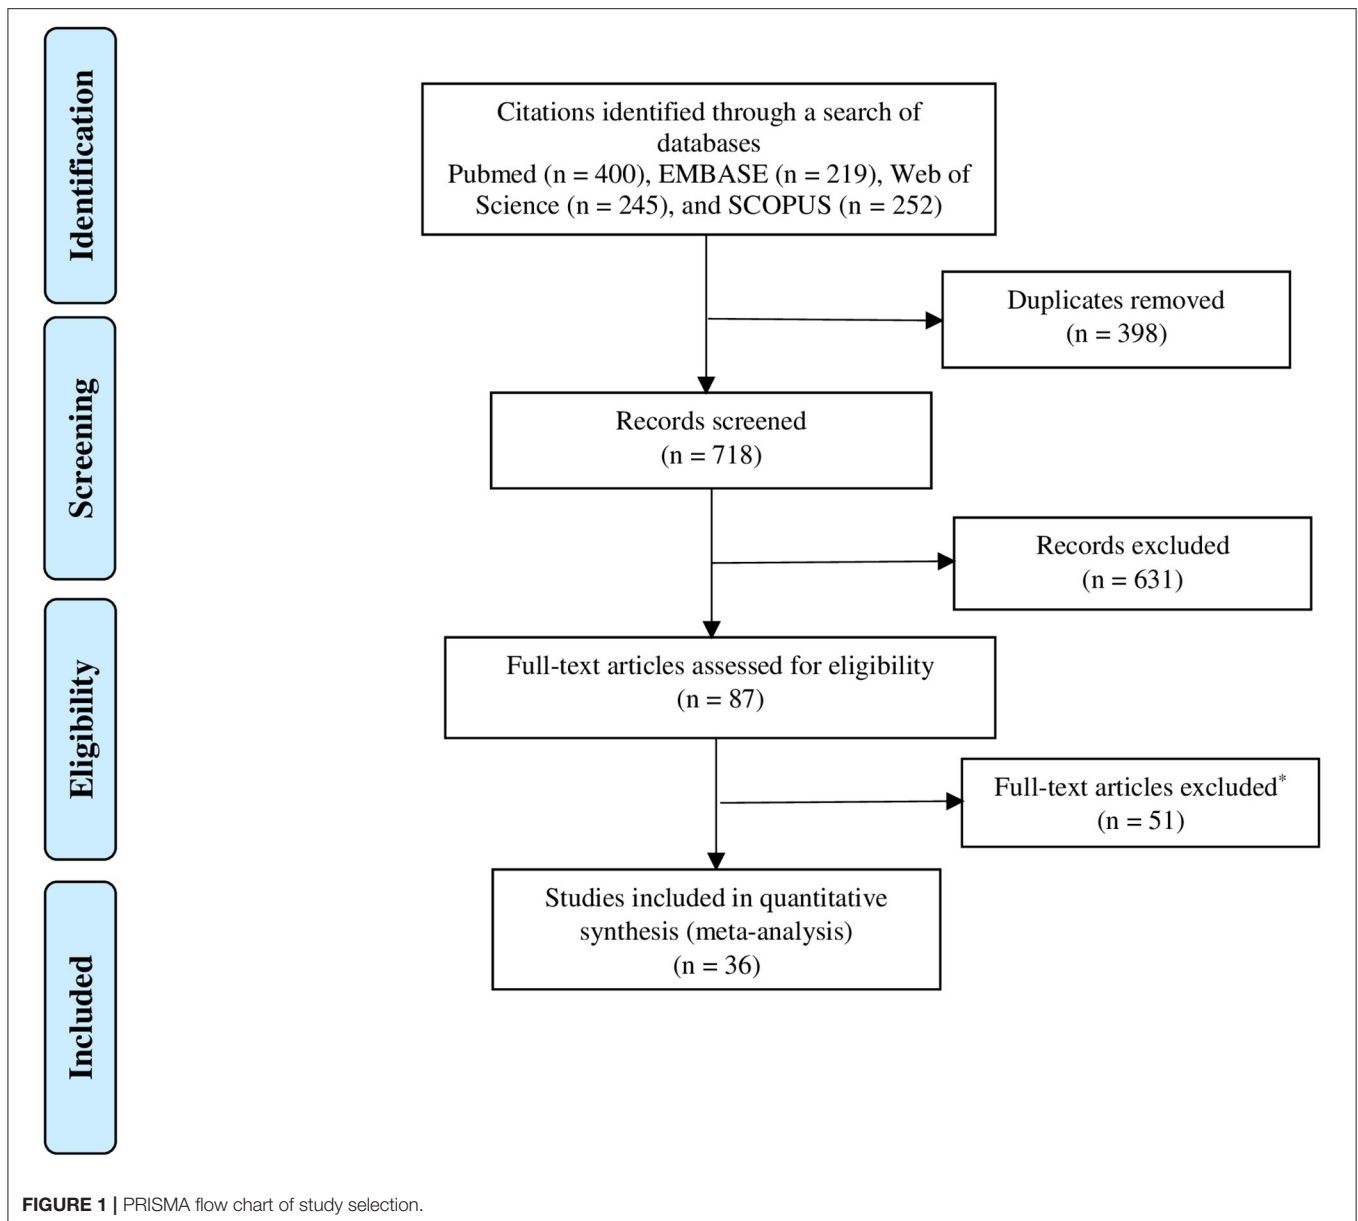 Identification
Citations identified through a search of
databases
Pubmed (n = 400), EMBASE (n = 219), Web of
Science (n = 245), and SCOPUS (n = 252)
Duplicates removed
(n = 398)
Screening
Records screened
(n = 718)
Records excluded
(n = 631)
Eligibility
Full-text articles assessed for eligibility
(n = 87)
Full-text articles excluded*
(n = 51)
Included
Studies included in quantitative
synthesis (meta-analysis)
(n = 36)
FIGURE 1 | PRISMA flow chart of study selection.